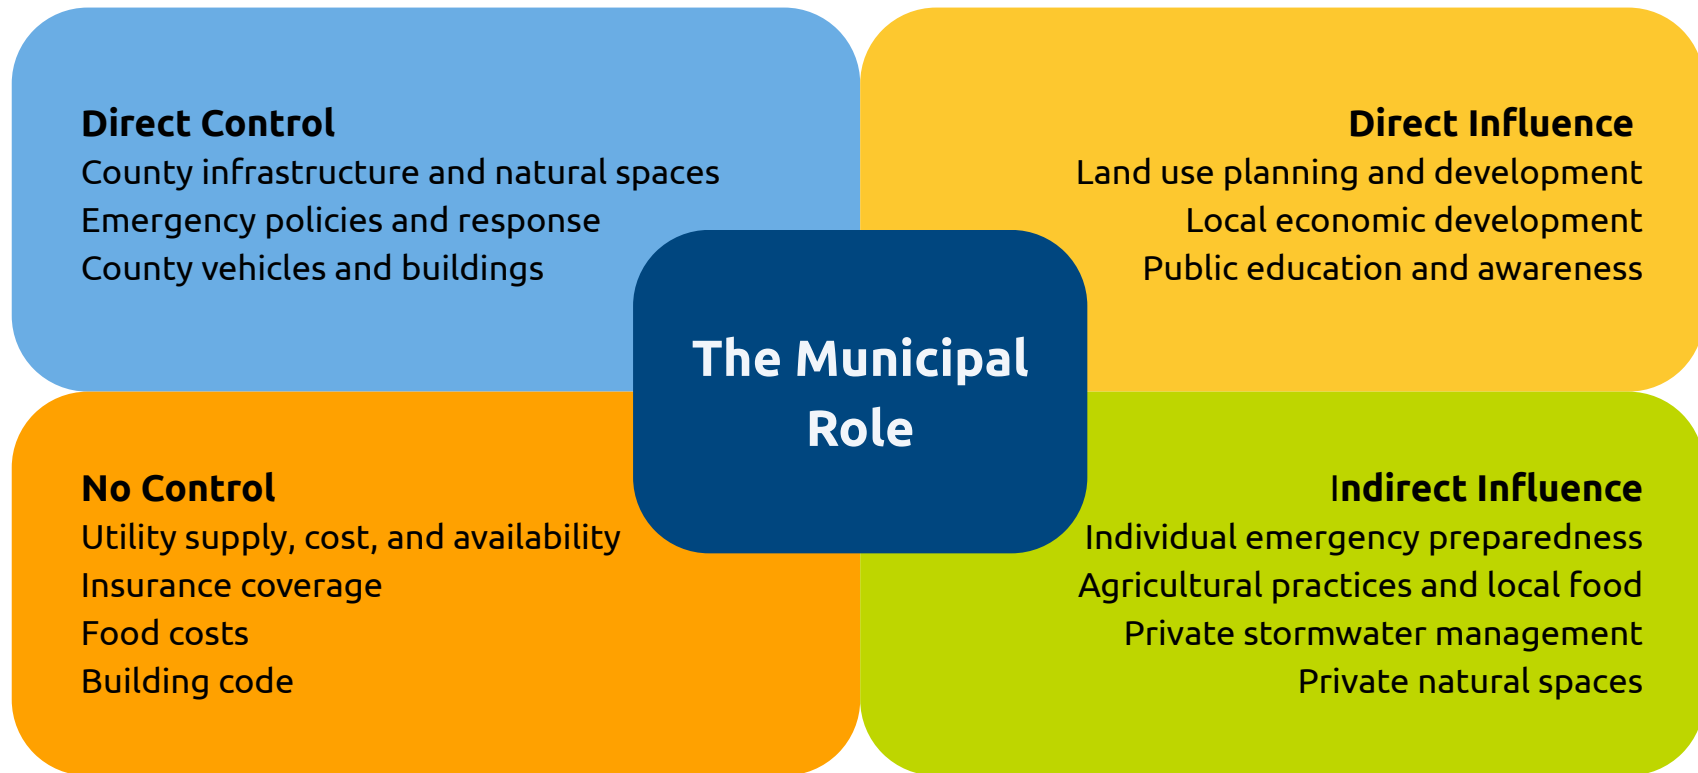 Direct Control
County infrastructure and natural spaces
Emergency policies and response
County vehicles and buildings
Direct Influence
Land use planning and development
Local economic development
Public education and awareness
The Municipal
Role
No Control
Utility supply, cost, and availability
Insurance coverage
Food costs
Building code
Indirect Influence
Individual emergency preparedness
Agricultural practices and local food
Private stormwater management
Private natural spaces